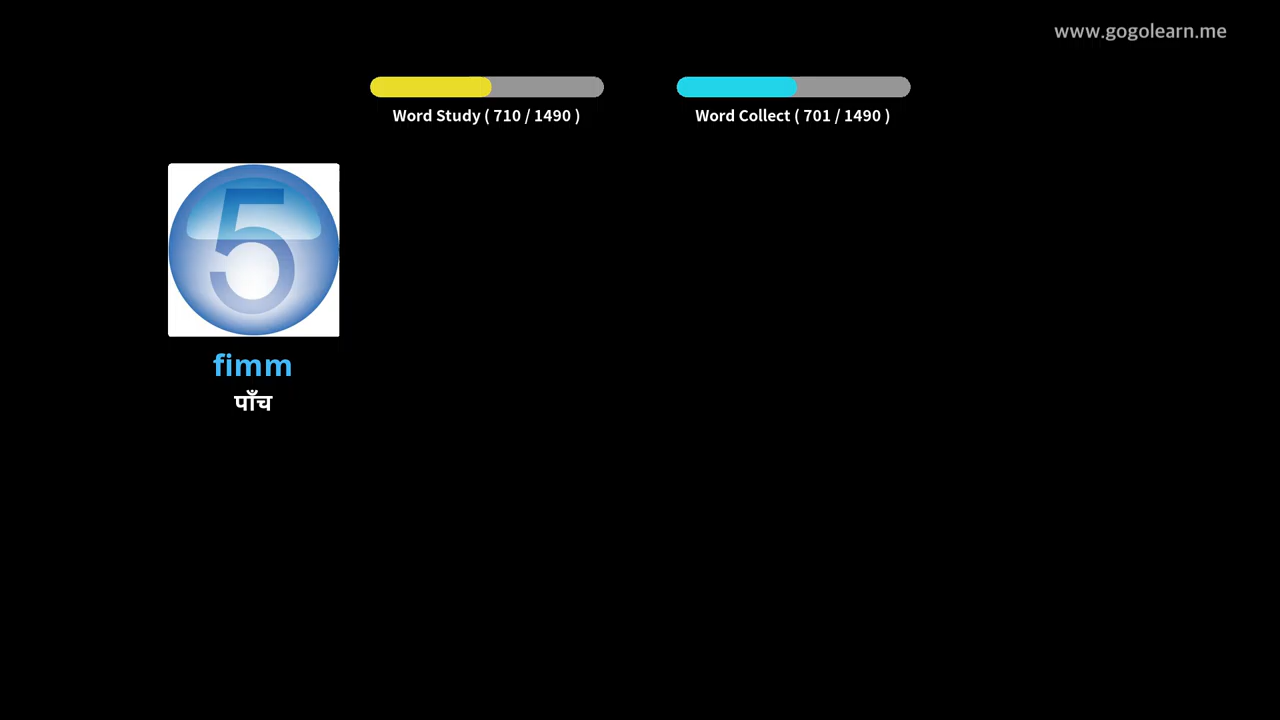 www.gogolearn.me
Word Study ( 710 / 1490 )
Word Collect ( 701 / 1490 )
5
fimm
पाँच